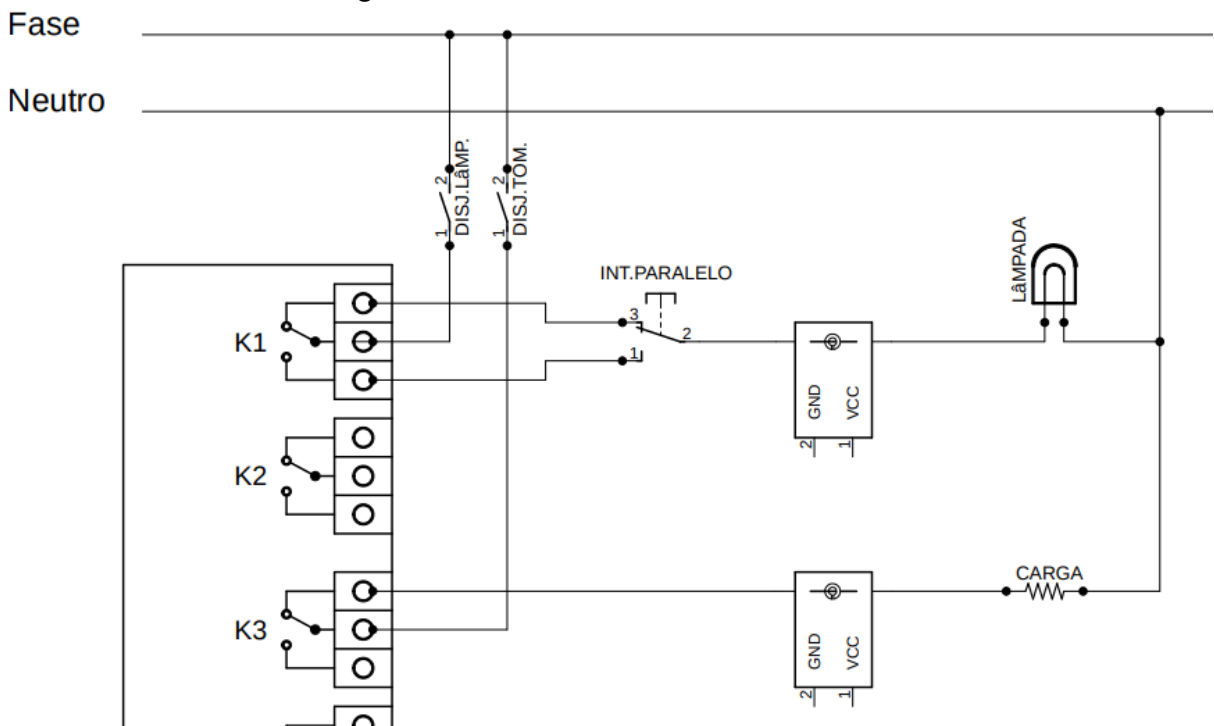 Fase
Neutro
2
DISJ.LâMP.
1
2
DISJ.TOM.
1
INT.PARALELO
3
2
1
LâMPADA
K1
GND
VCC
2
1
K2
CARGA
K3
GND
VCC
2
1